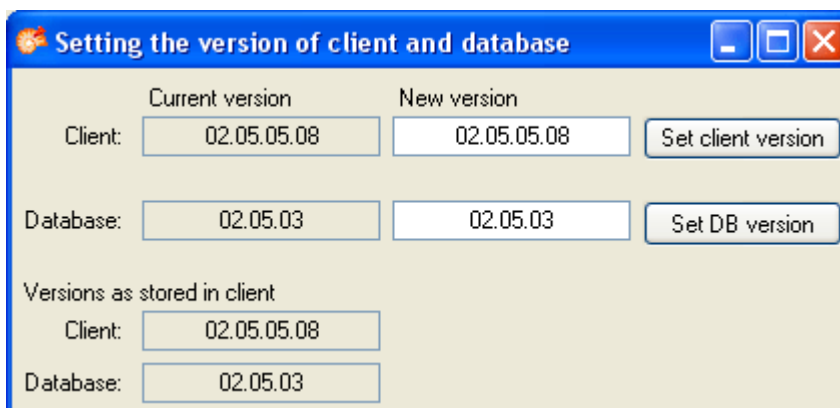 Setting the version of client and database
Current version New version
Client: 02.05.05.08 02.05.05.08 Set client version
Database: 02.05.03 02.05.03 Set DB version
Versions as stored in client
Client: 02.05.05.08
Database: 02.05.03